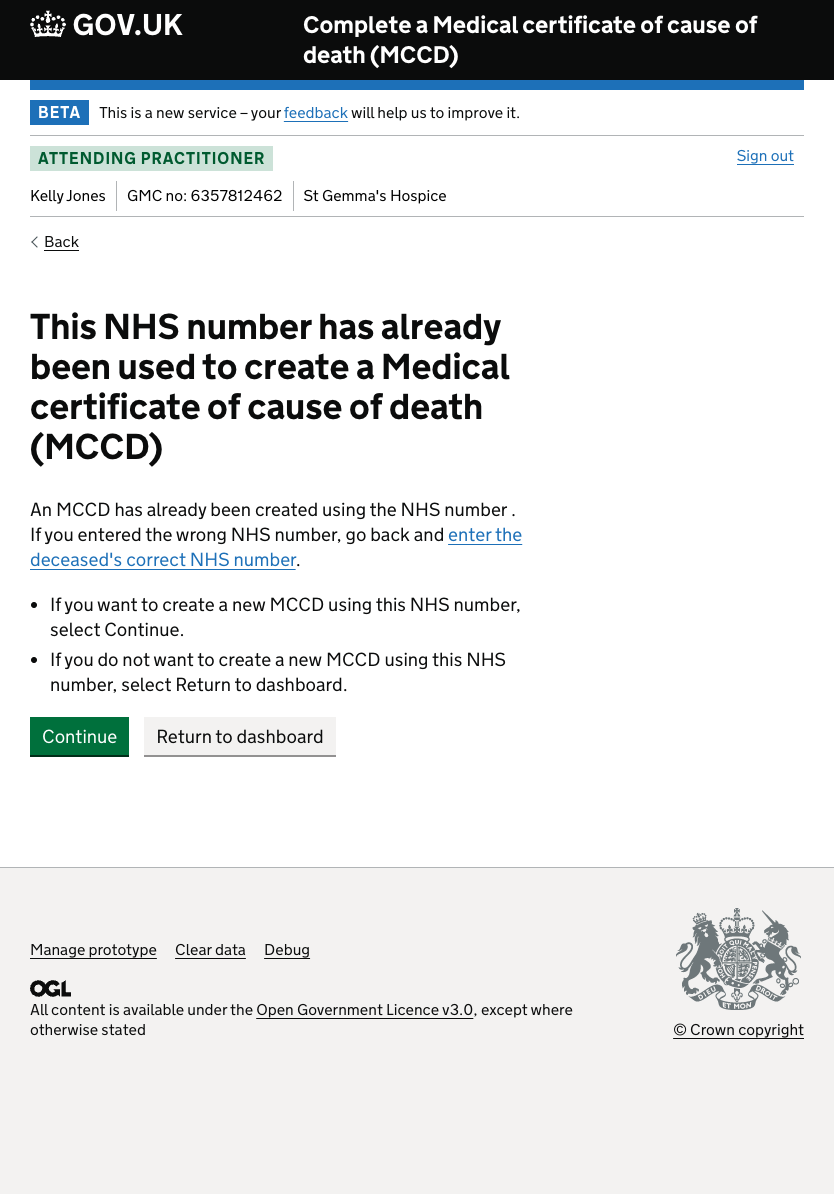 GOV.UK
Complete a Medical certificate of cause of
death (MCCD)
BETA This is a new service – your feedback will help us to improve it.
ATTENDING PRACTITIONER
Sign out
Kelly Jones GMC no: 6357812462 St Gemma's Hospice
Back
This NHS number has already
been used to create a Medical
certificate of cause of death
(MCCD)
An MCCD has already been created using the NHS number .
If you entered the wrong NHS number, go back and enter the
deceased's correct NHS number.
• If you want to create a new MCCD using this NHS number,
select Continue.
• If you do not want to create a new MCCD using this NHS
number, select Return to dashboard.
Continue Return to dashboard
Manage prototype Clear data Debug
OGL
All content is available under the Open Government Licence v3.0, except where
otherwise stated
DIEU ET MON DROIT
© Crown copyright